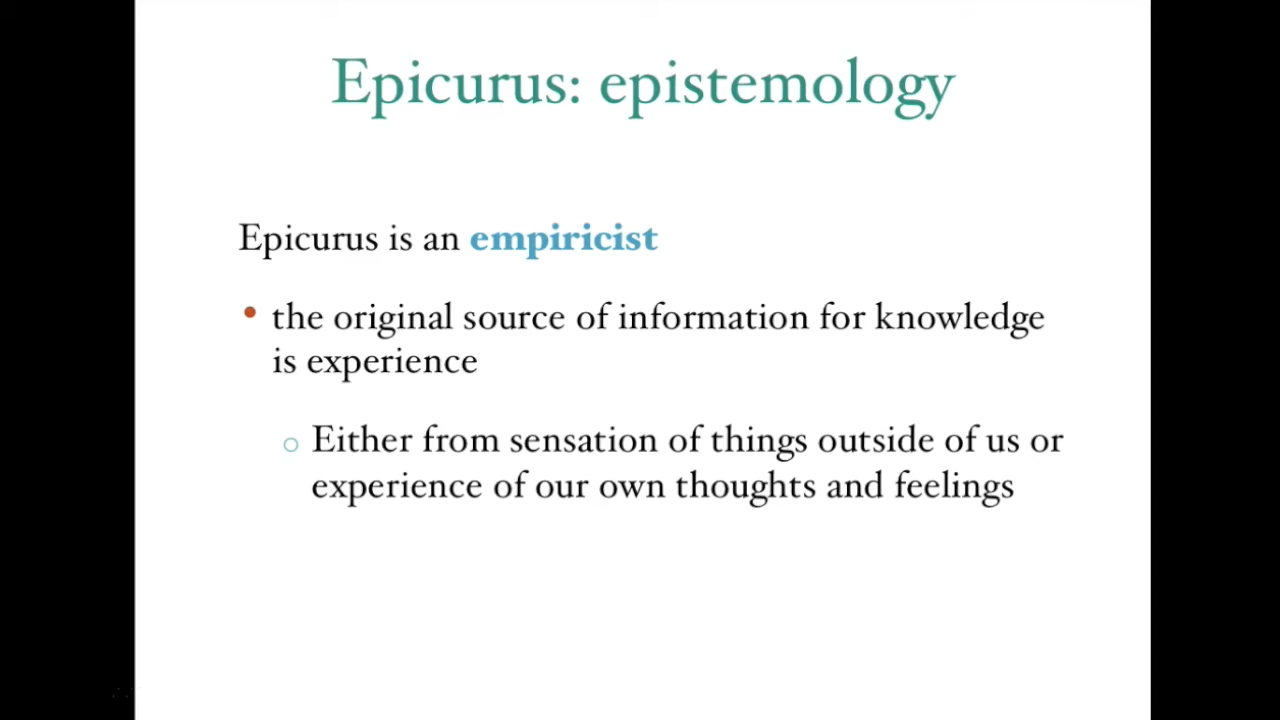 Epicurus: epistemology
Epicurus is an empiricist
• the original source of information for knowledge
is experience
○ Either from sensation of things outside of us or
experience of our own thoughts and feelings